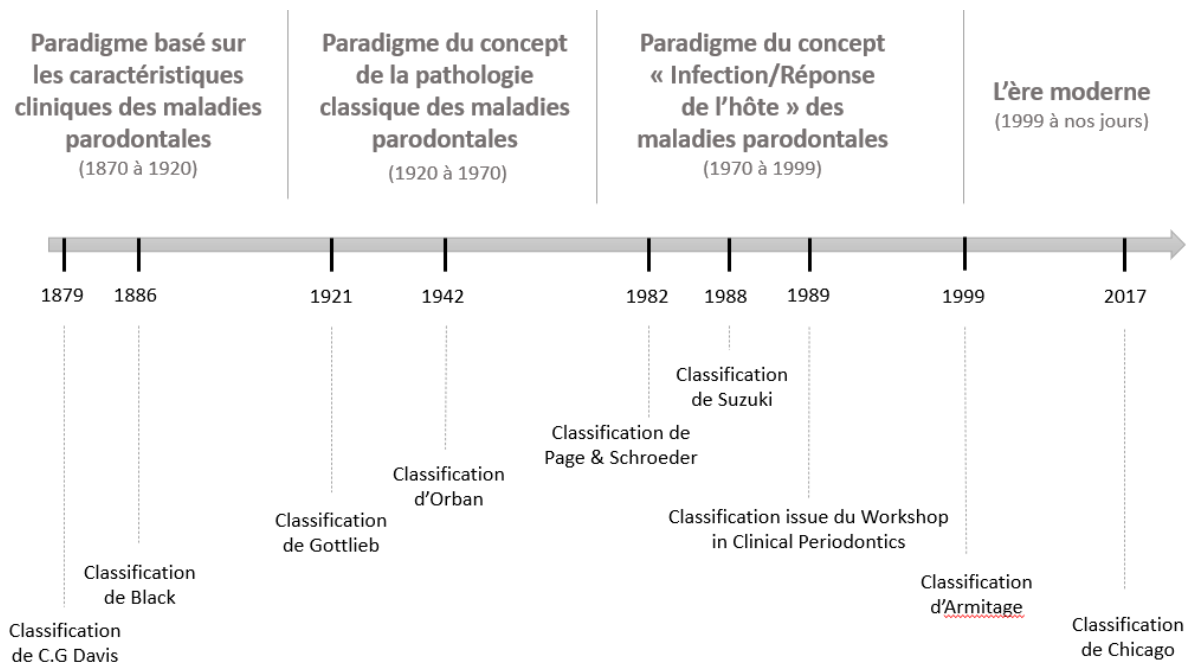 Paradigme basé sur
les caractéristiques
cliniques des maladies
parodontales
(1870 à 1920)
Paradigme du concept
de la pathologie
classique des maladies
parodontales
(1920 à 1970)
Paradigme du concept
« Infection/Réponse
de l’hôte » des
maladies parodontales
(1970 à 1999)
L’ère moderne
(1999 à nos jours)
1879
1886
1921
1942
1982
1988
1989
1999
2017
Classification
de C.G Davis
Classification
de Black
Classification
de Gottlieb
Classification
d’Orban
Classification de
Page & Schroeder
Classification
de Suzuki
Classification issue du Workshop
in Clinical Periodontics
Classification
d’Armitage
Classification
de Chicago